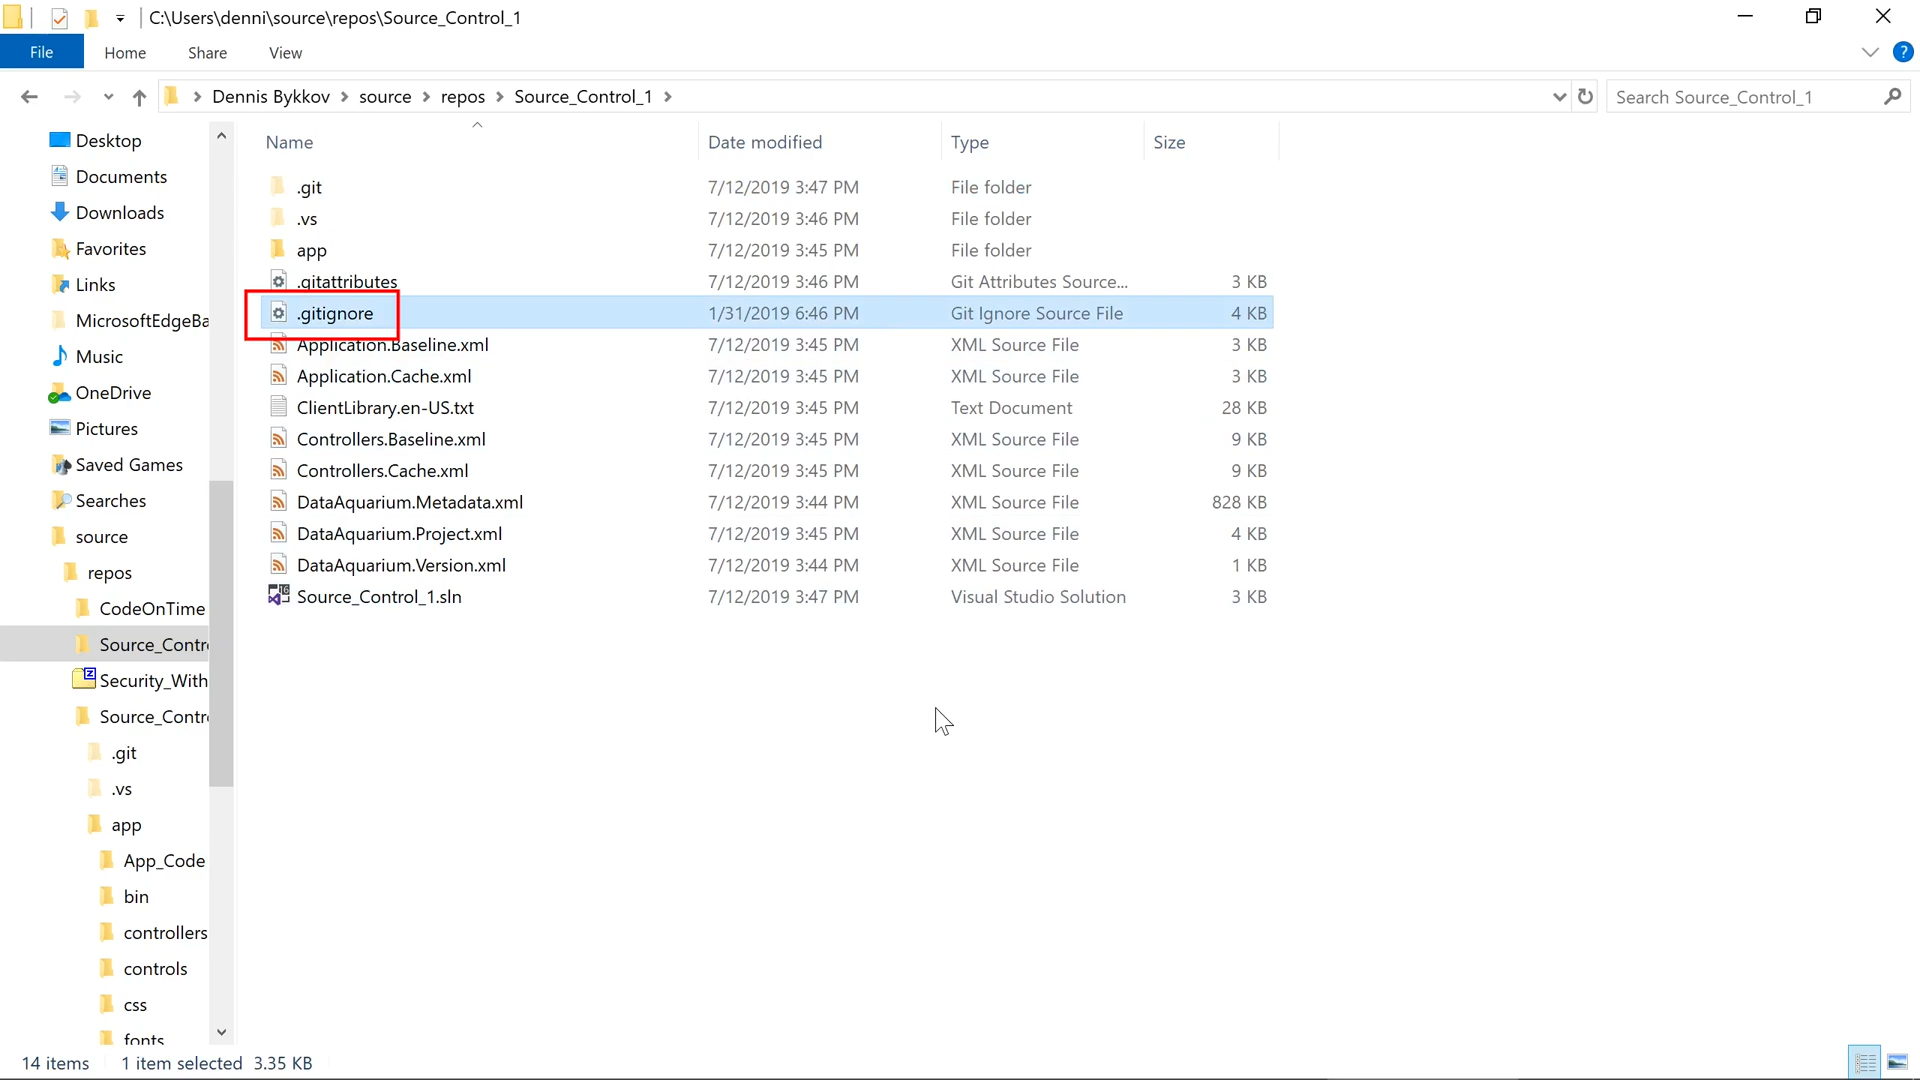 C:\Users\denni\source\repos\Source_Control_1
File Home Share View ?
Dennis Bykkov source repos Source_Control_1 Search Source_Control_1
Desktop
Documents
Downloads
Favorites
Links
MicrosoftEdgeBa
Music
OneDrive
Pictures
Saved Games
Searches
source
repos
CodeOnTime
Source_Contr
Security_With
Source_Contr
.git
.vs
app
App_Code
bin
controllers
controls
css
fonts
Name Date modified Type Size
.git 7/12/2019 3:47 PM File folder
.vs 7/12/2019 3:46 PM File folder
app 7/12/2019 3:45 PM File folder
.gitattributes 7/12/2019 3:46 PM Git Attributes Source... 3 KB
.gitignore 1/31/2019 6:46 PM Git Ignore Source File 4 KB
Application.Baseline.xml 7/12/2019 3:45 PM XML Source File 3 KB
Application.Cache.xml 7/12/2019 3:45 PM XML Source File 3 KB
ClientLibrary.en-US.txt 7/12/2019 3:45 PM Text Document 28 KB
Controllers.Baseline.xml 7/12/2019 3:45 PM XML Source File 9 KB
Controllers.Cache.xml 7/12/2019 3:45 PM XML Source File 9 KB
DataAquarium.Metadata.xml 7/12/2019 3:44 PM XML Source File 828 KB
DataAquarium.Project.xml 7/12/2019 3:45 PM XML Source File 4 KB
DataAquarium.Version.xml 7/12/2019 3:44 PM XML Source File 1 KB
Source_Control_1.sln 7/12/2019 3:47 PM Visual Studio Solution 3 KB
14 items 1 item selected 3.35 KB